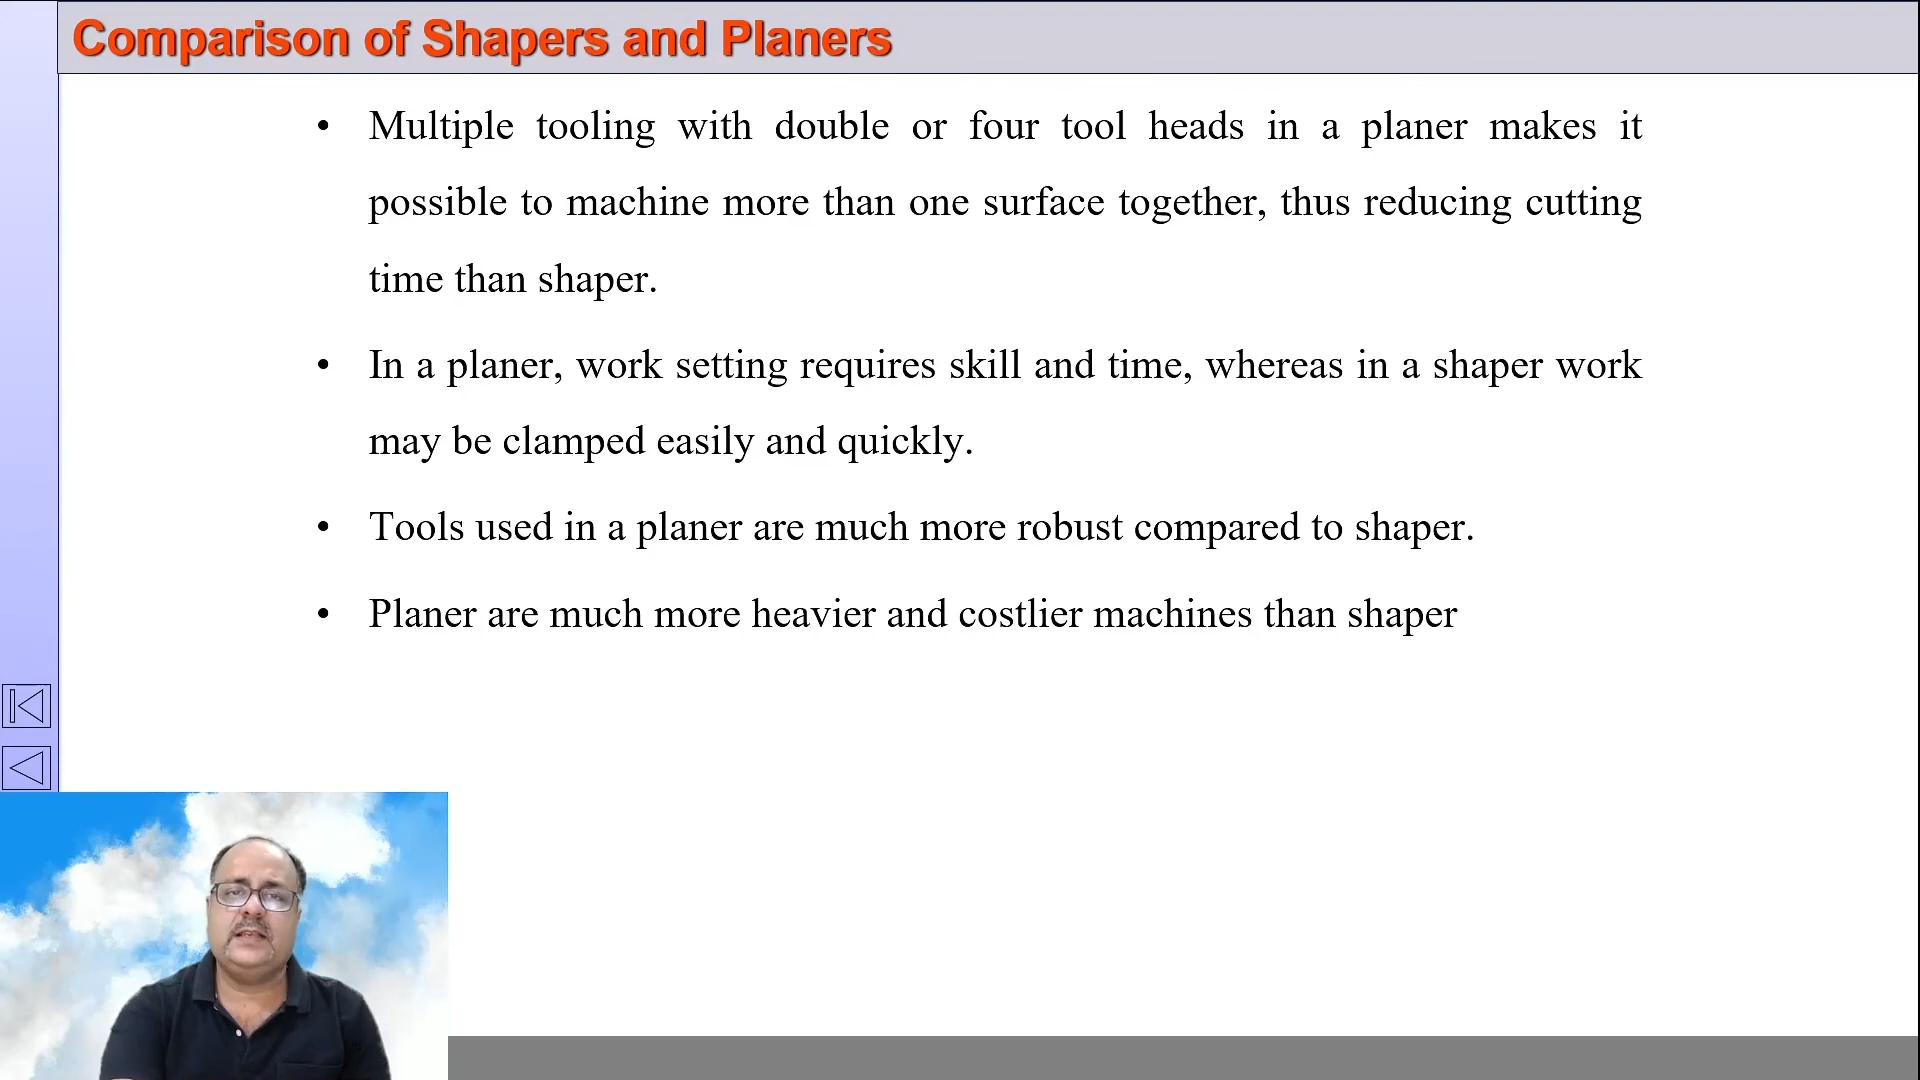 Comparison of Shapers and Planers
• Multiple tooling with double or four tool heads in a planer makes it
possible to machine more than one surface together, thus reducing cutting
time than shaper.
• In a planer, work setting requires skill and time, whereas in a shaper work
may be clamped easily and quickly.
• Tools used in a planer are much more robust compared to shaper.
• Planer are much more heavier and costlier machines than shaper